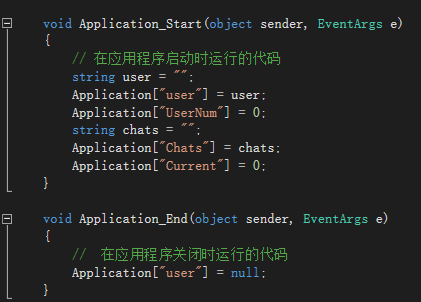 void Application_Start(object sender, EventArgs e)
{
// 在应用程序启动时运行的代码
string user = "";
Application["user"] = user;
Application["UserNum"] = 0;
string chats = "";
Application["Chats"] = chats;
Application["Current"] = 0;
}
void Application_End(object sender, EventArgs e)
{
//  在应用程序关闭时运行的代码
Application["user"] = null;
}